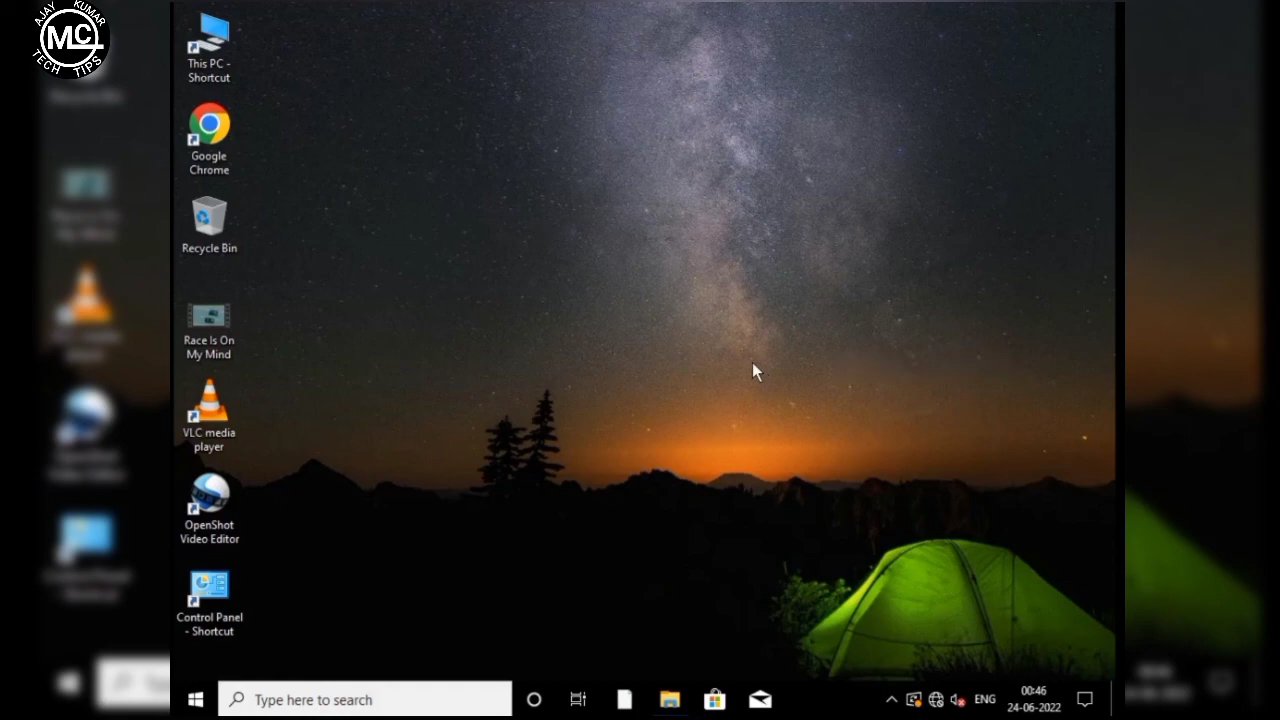 AJAY KUMAR
MC
TECH TIPS
This PC -
Shortcut
Google
Chrome
Recycle Bin
Race Is On
My Mind
VLC media
player
OpenShot
Video Editor
Control Panel
- Shortcut
Type here to search
ENG
00:46
24-06-2022